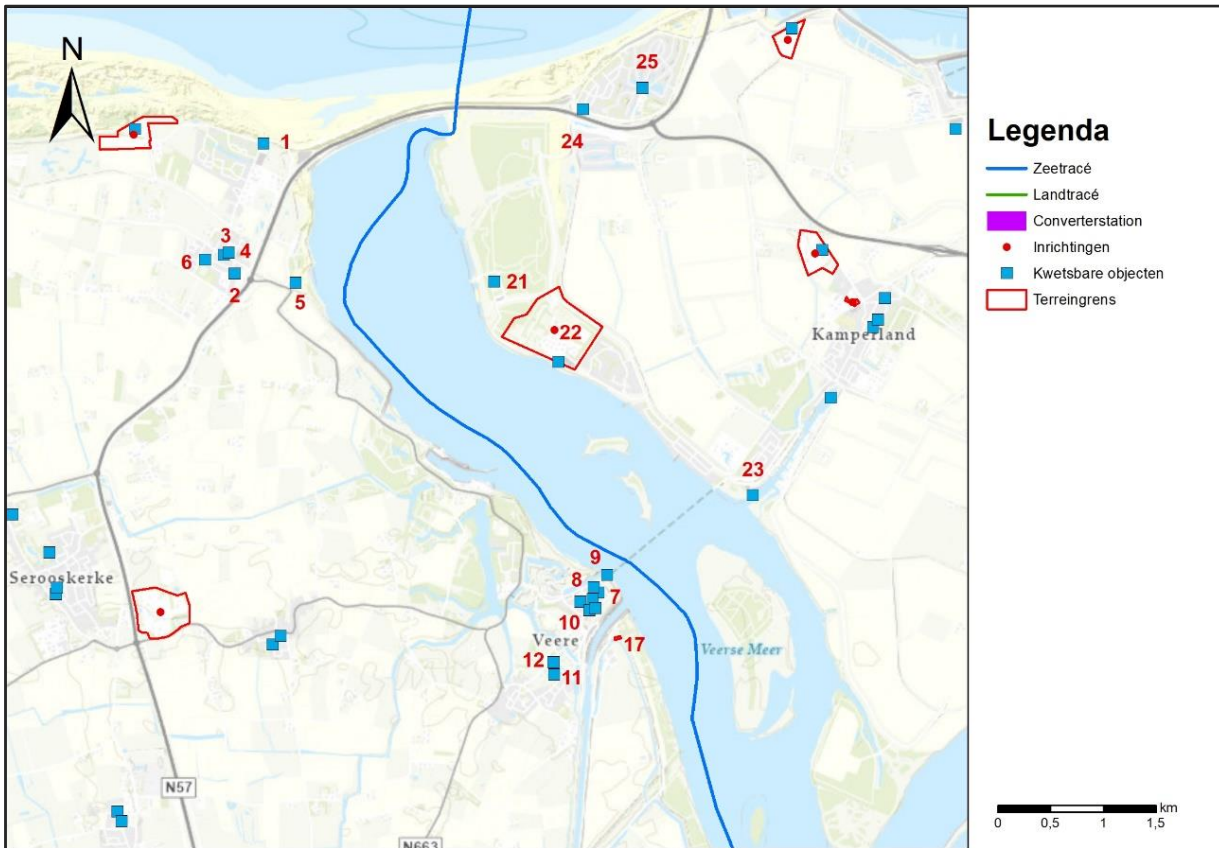 N
25
1
24
3
4
6
2
5
21
22
Kamperland
23
9
8
7
10
Serooskerke
Veere
17
Veerse Meer
12
11
N57
N663
Legenda
Zeetracé
Landtracé
Converterstation
Inrichtingen
Kwetsbare objecten
Terreingrens
km
0 0,5 1 1,5